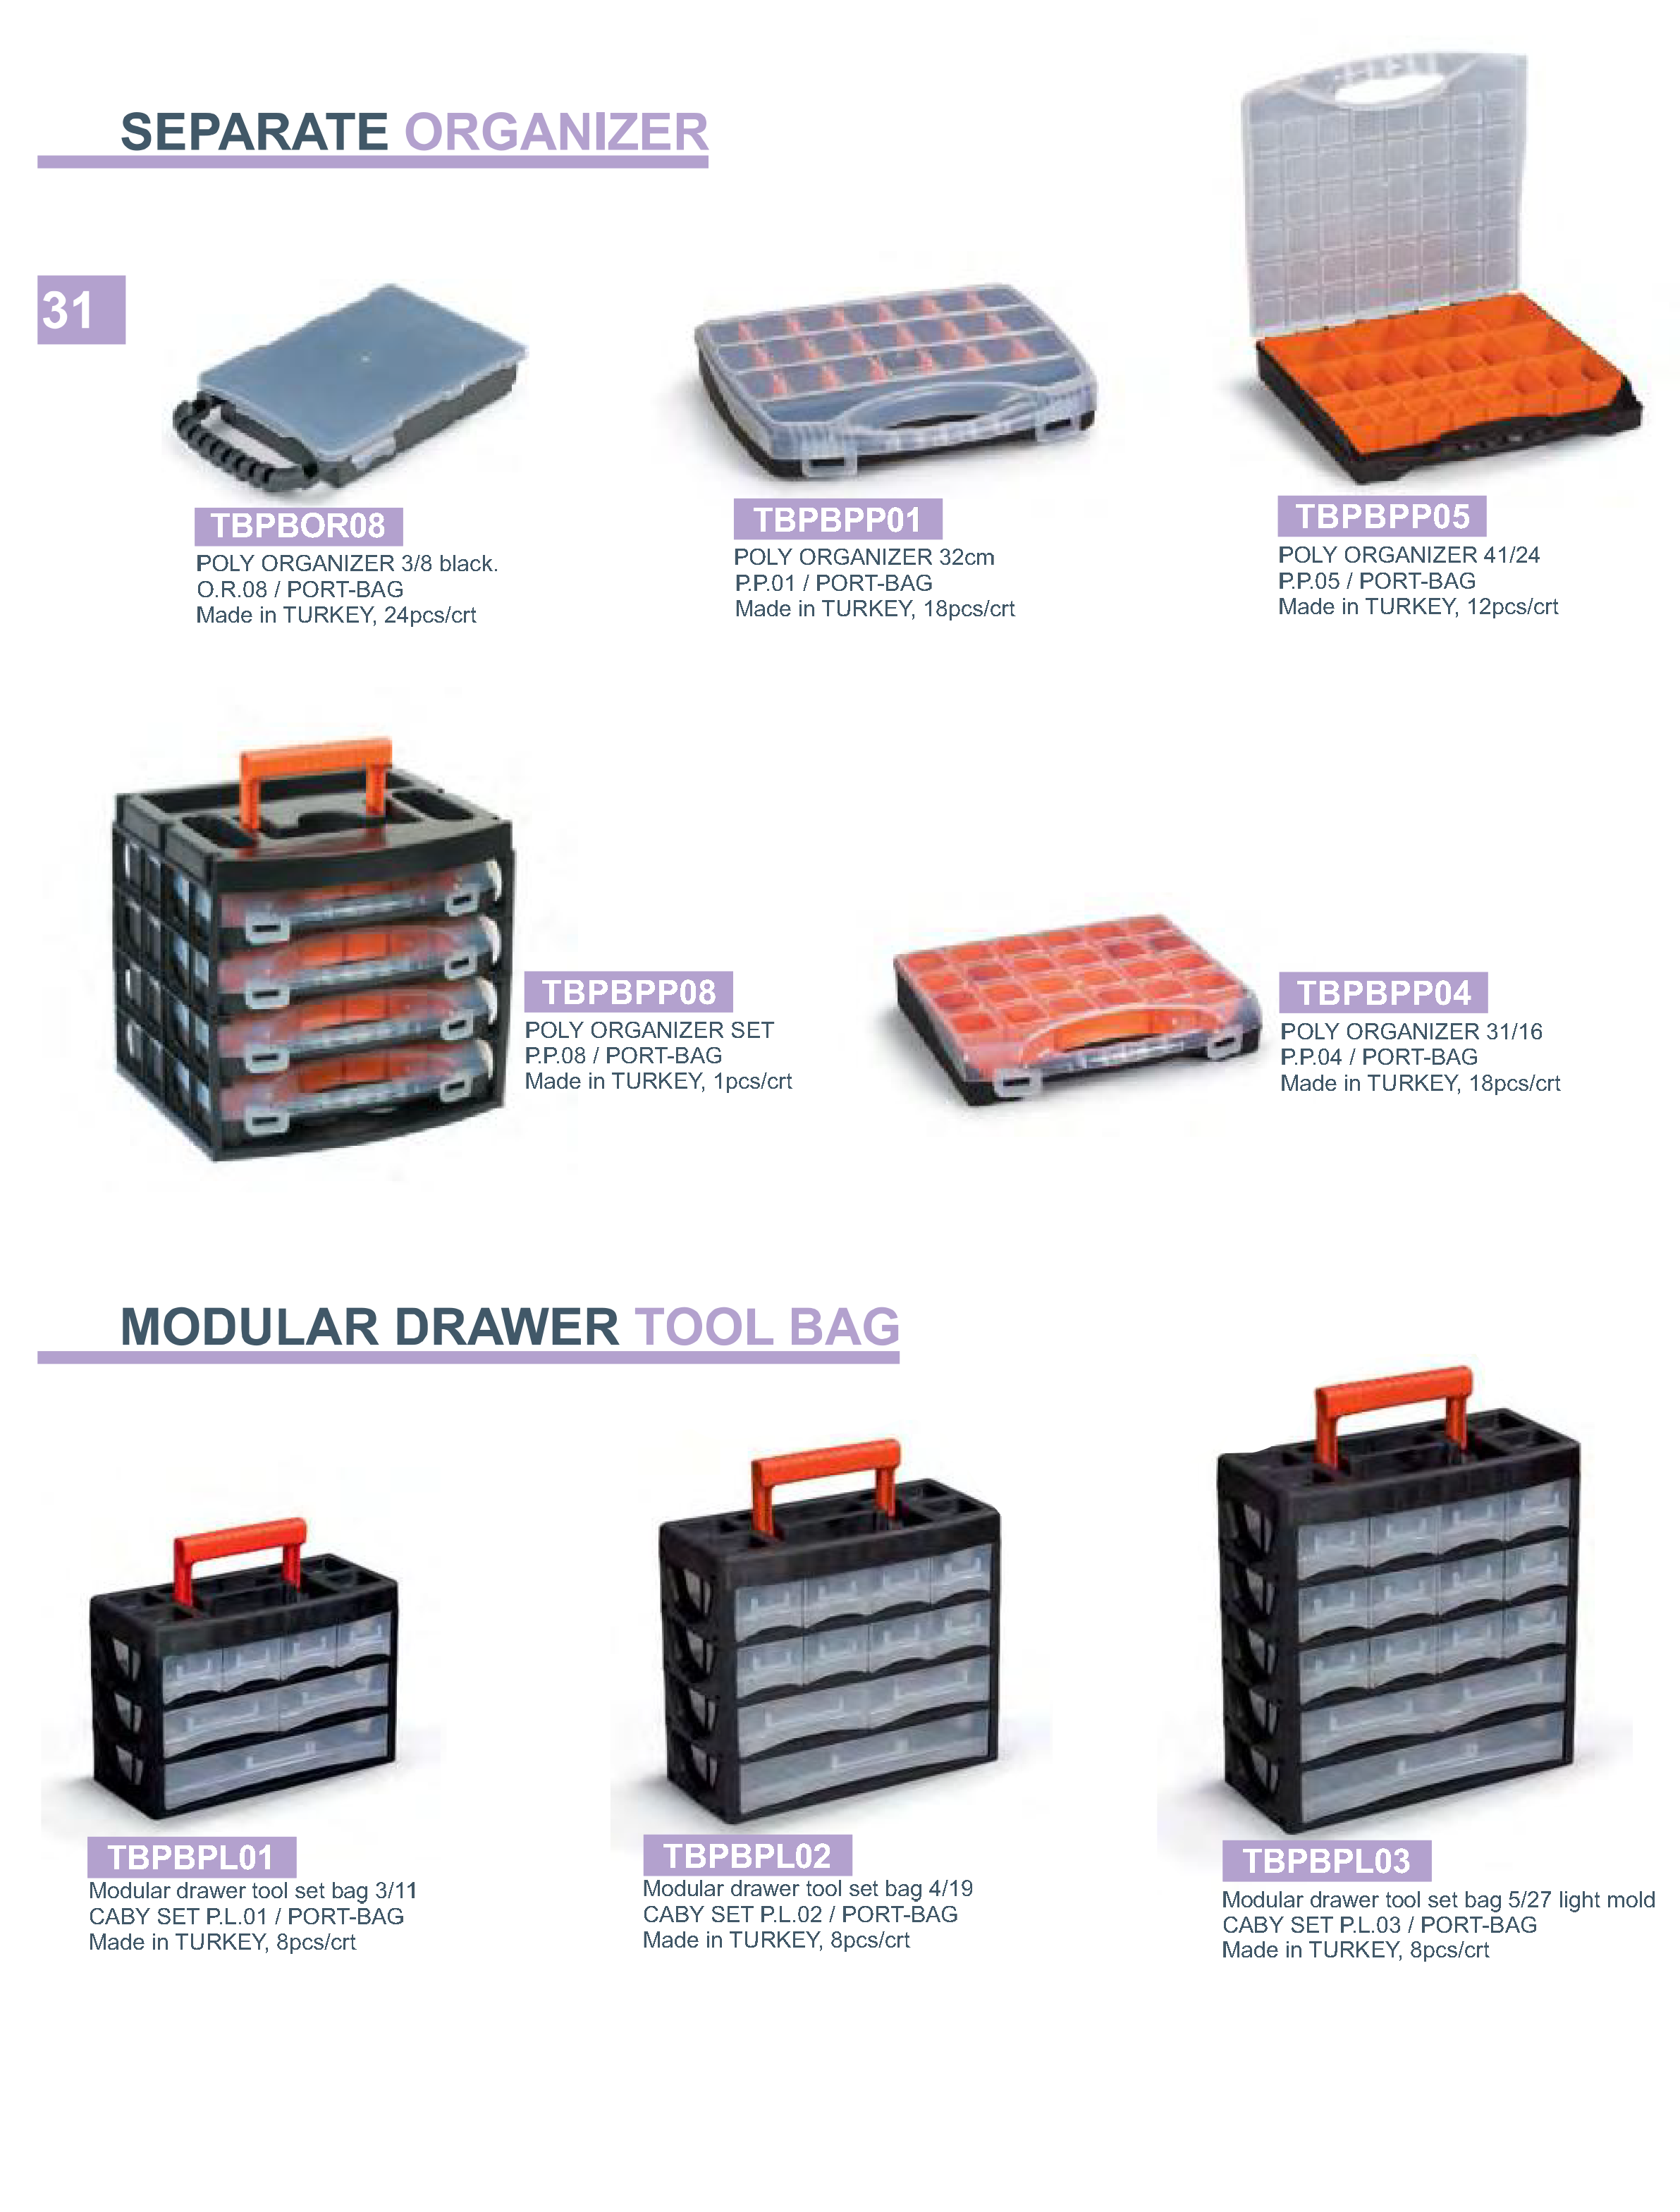 SEPARATE ORGANIZER
31
TBPBOR08
POLY ORGANIZER 3/8 black.
O.R.08 / PORT-BAG
Made in TURKEY, 24pcs/crt
TBPBPP01
POLY ORGANIZER 32cm
P.P.01 / PORT-BAG
Made in TURKEY, 18pcs/crt
TBPBPP05
POLY ORGANIZER 41/24
P.P.05 / PORT-BAG
Made in TURKEY, 12pcs/crt
TBPBPP08
POLY ORGANIZER SET
P.P.08 / PORT-BAG
Made in TURKEY, 1pcs/crt
TBPBPP04
POLY ORGANIZER 31/16
P.P.04 / PORT-BAG
Made in TURKEY, 18pcs/crt
MODULAR DRAWER TOOL BAG
TBPBPL01
Modular drawer tool set bag 3/11
CABY SET P.L.01 / PORT-BAG
Made in TURKEY, 8pcs/crt
TBPBPL02
Modular drawer tool set bag 4/19
CABY SET P.L.02 / PORT-BAG
Made in TURKEY, 8pcs/crt
TBPBPL03
Modular drawer tool set bag 5/27 light mold
CABY SET P.L.03 / PORT-BAG
Made in TURKEY, 8pcs/crt